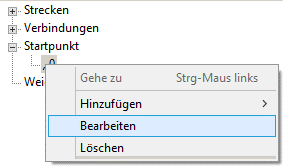 Strecken
Verbindungen
Startpunkt
0
Wei
Gehe zu Strg-Maus links
Hinzufügen
Bearbeiten
Löschen